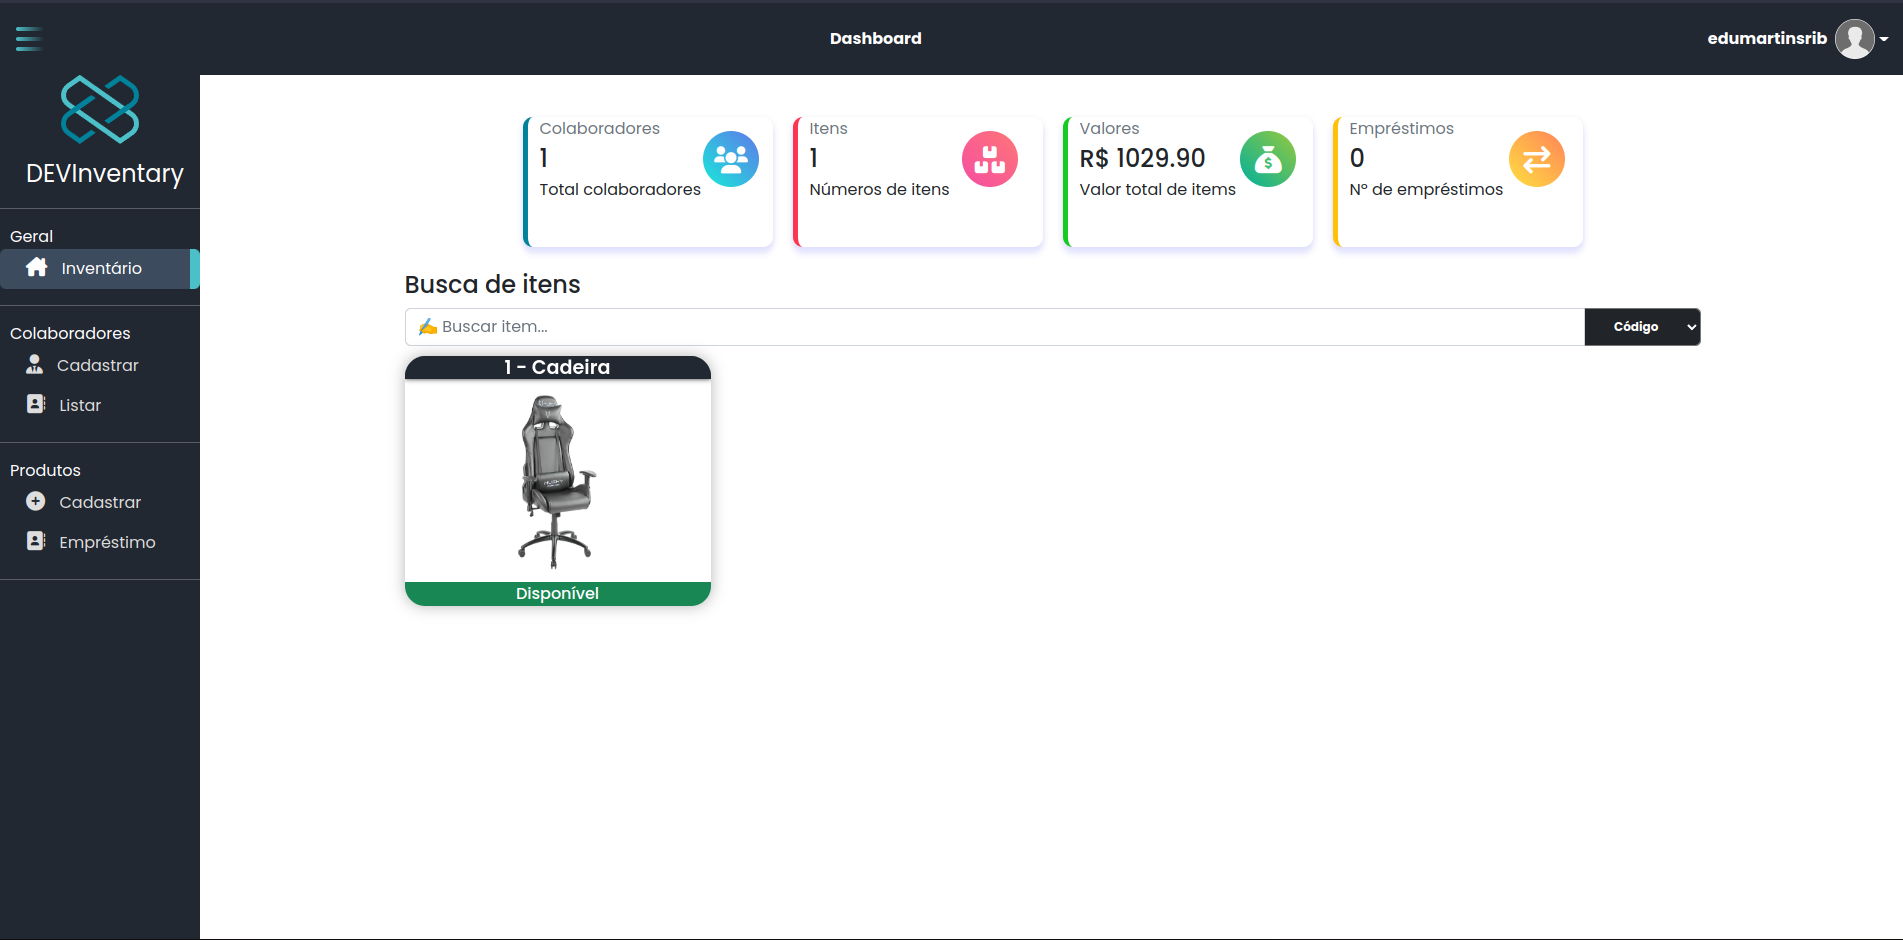 Dashboard
edumartinsrib
DEVInventary
Geral
Inventário
Colaboradores
Cadastrar
Listar
Produtos
Cadastrar
Empréstimo
Colaboradores
1
Total colaboradores
Itens
1
Números de itens
Valores
R$ 1029.90
Valor total de items
Empréstimos
0
Nº de empréstimos
Busca de itens
✍ Buscar item...
Código
1 - Cadeira
Disponível